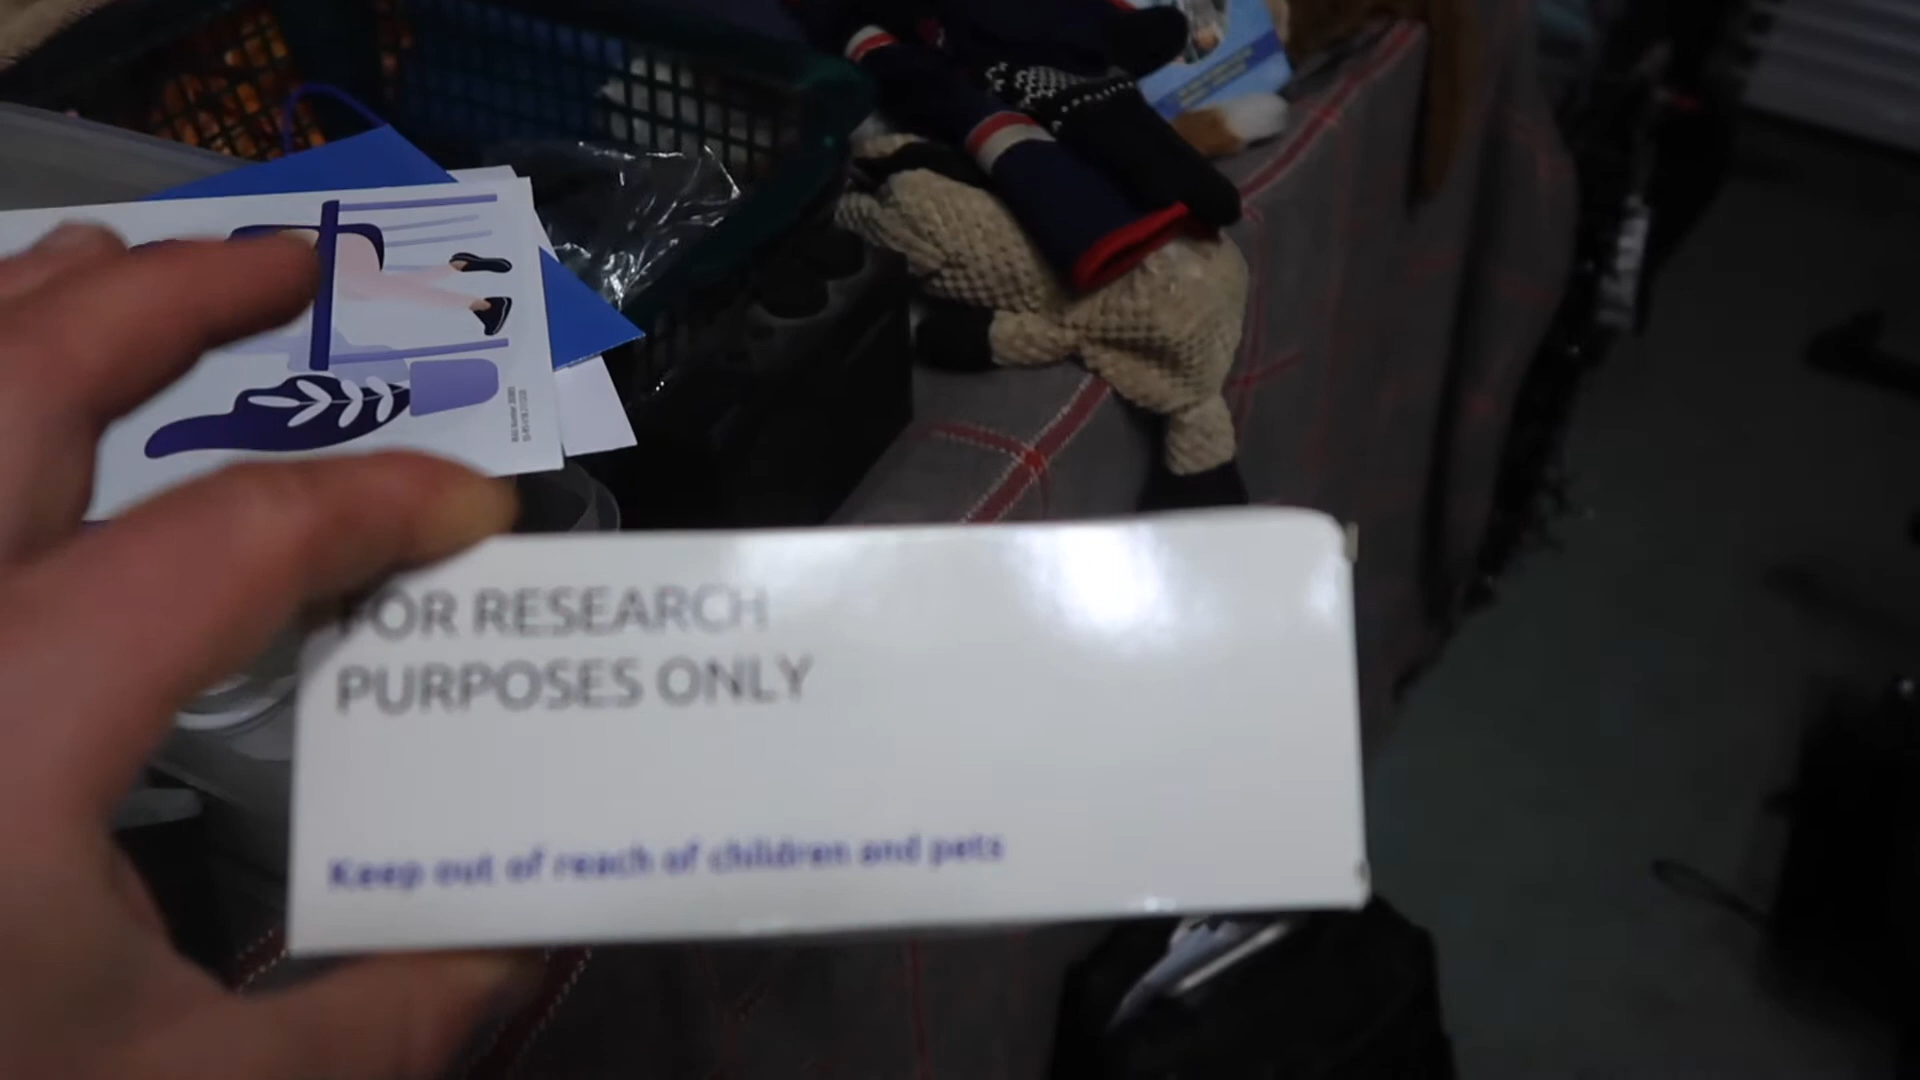 FOR RESEARCH
PURPOSES ONLY
Keep out of reach of children and pets